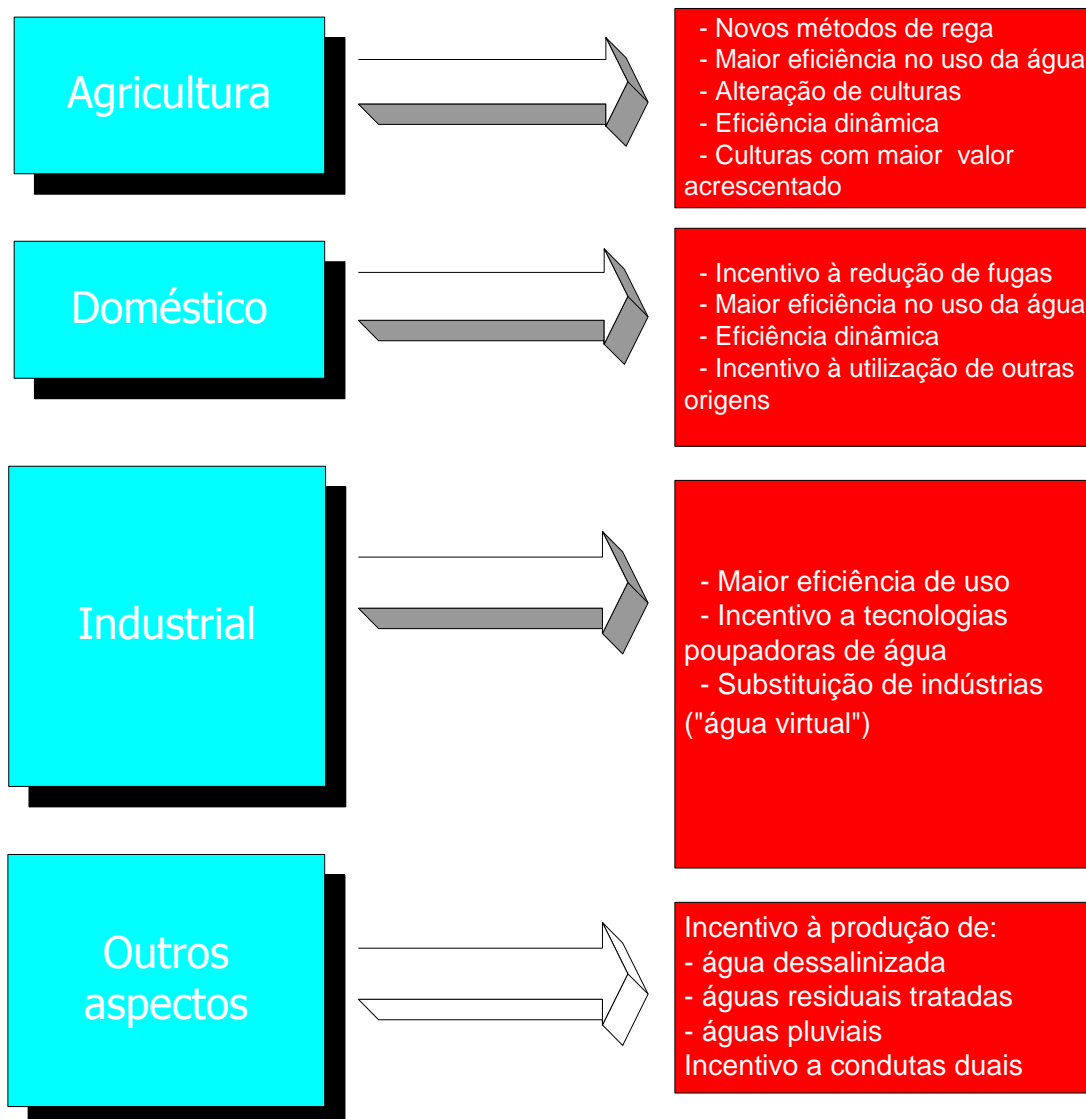 Agricultura
- Novos métodos de rega
- Maior eficiência no uso da água
- Alteração de culturas
- Eficiência dinâmica
- Culturas com maior valor
acrescentado
Doméstico
- Incentivo à redução de fugas
- Maior eficiência no uso da água
- Eficiência dinâmica
- Incentivo à utilização de outras
origens
Industrial
- Maior eficiência de uso
- Incentivo a tecnologias
poupadoras de água
- Substituição de indústrias
("água virtual")
Outros
aspectos
Incentivo à produção de:
- água dessalinizada
- águas residuais tratadas
- águas pluviais
Incentivo a condutas duais